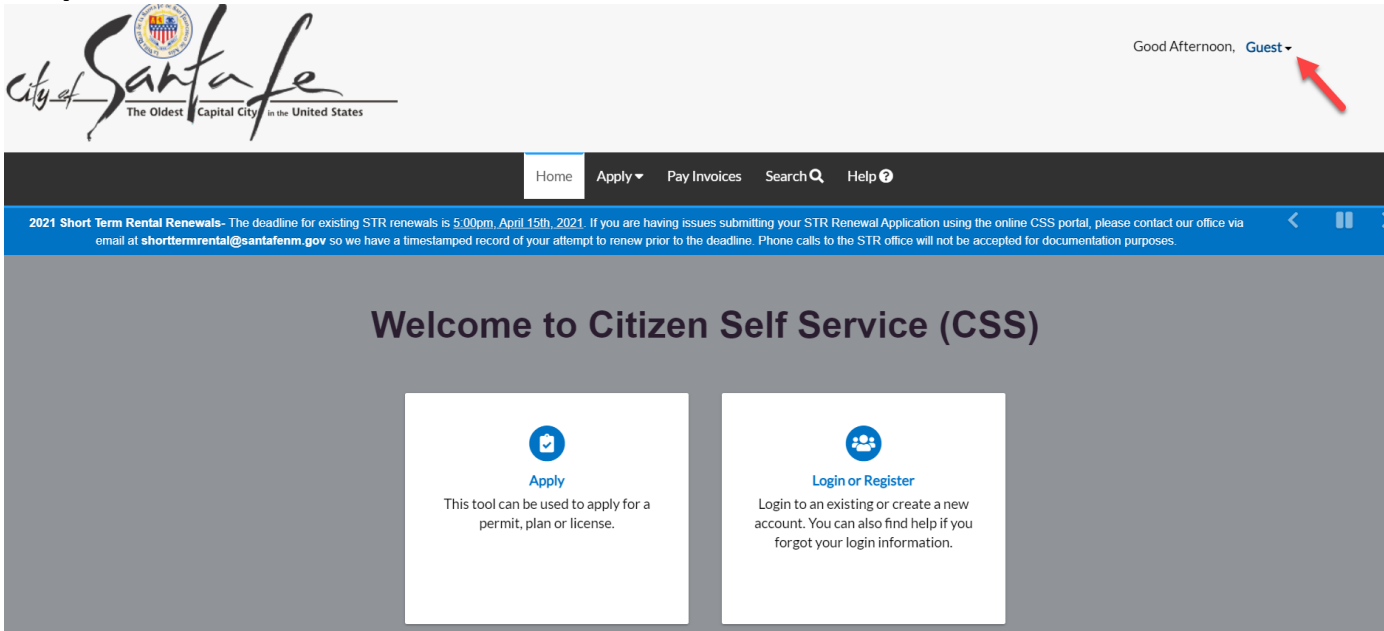 City of Santa Fe
The Oldest Capital City in the United States
Good Afternoon, Guest
Home Apply Pay Invoices Search Help
2021 Short Term Rental Renewals- The deadline for existing STR renewals is 5:00pm, April 15th, 2021. If you are having issues submitting your STR Renewal Application using the online CSS portal, please contact our office via
email at shorttermrental@santafenm.gov so we have a timestamped record of your attempt to renew prior to the deadline. Phone calls to the STR office will not be accepted for documentation purposes.
Welcome to Citizen Self Service (CSS)
Apply
This tool can be used to apply for a
permit, plan or license.
Login or Register
Login to an existing or create a new
account. You can also find help if you
forgot your login information.